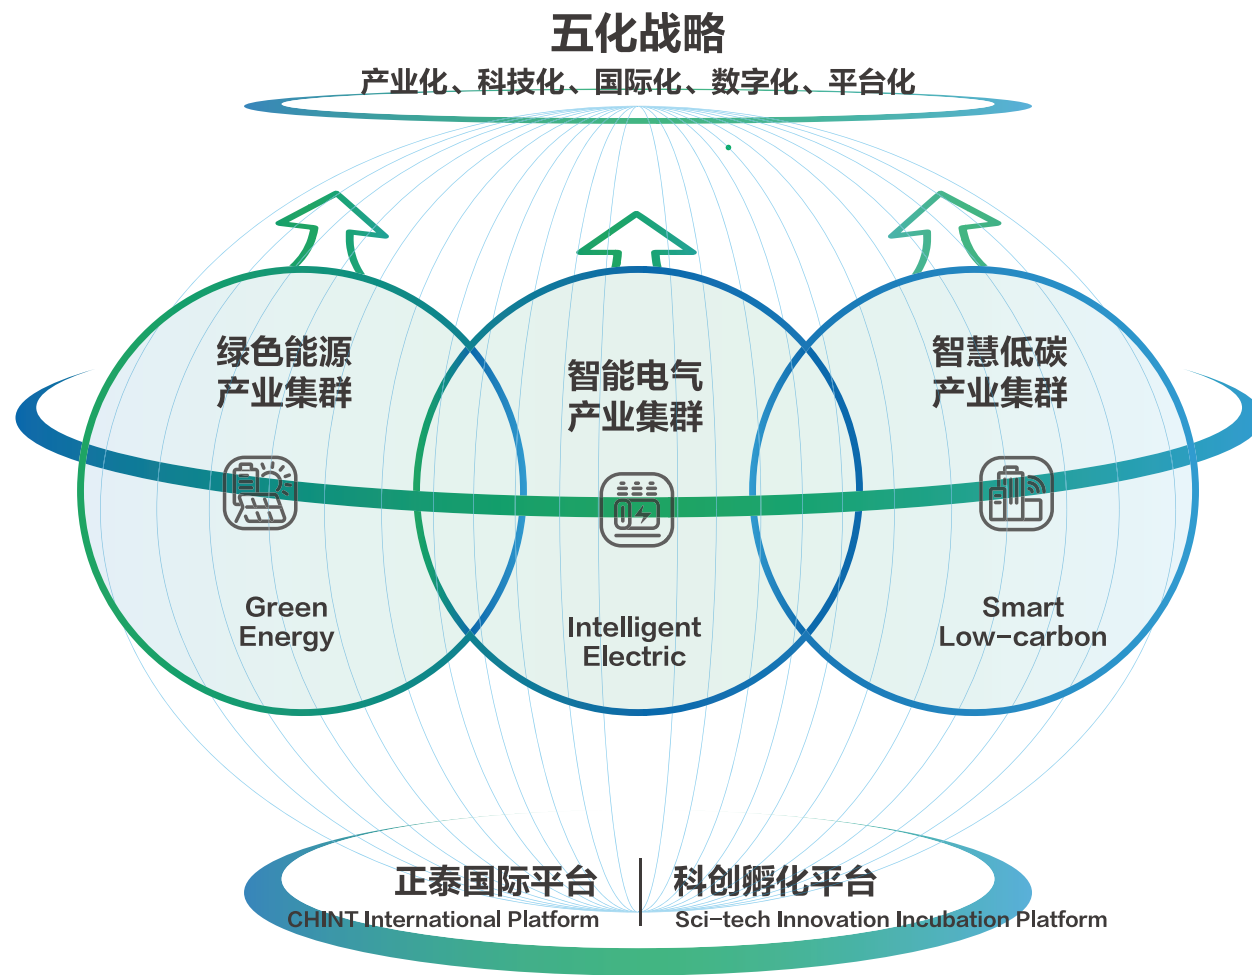 五化战略
产业化、科技化、国际化、数字化、平台化
绿色能源
产业集群
Green
Energy
智能电气
产业集群
Intelligent
Electric
智慧低碳
产业集群
Smart
Low-carbon
正泰国际平台
CHINT International Platform
科创孵化平台
Sci-tech Innovation Incubation Platform